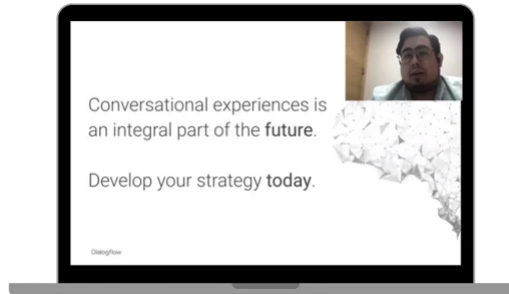 Conversational experiences is
an integral part of the future.
Develop your strategy today.
Dialogflow